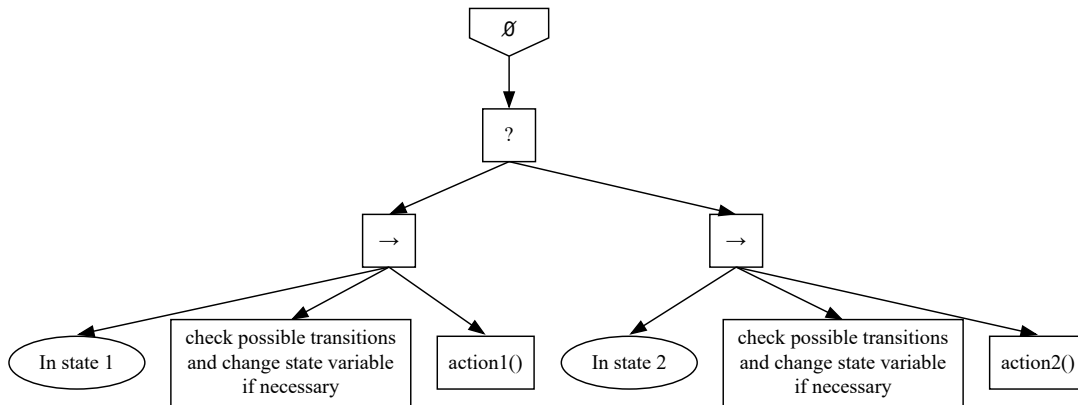 Ø
?
→
→
In state 1
check possible transitions
and change state variable
if necessary
action1()
In state 2
check possible transitions
and change state variable
if necessary
action2()